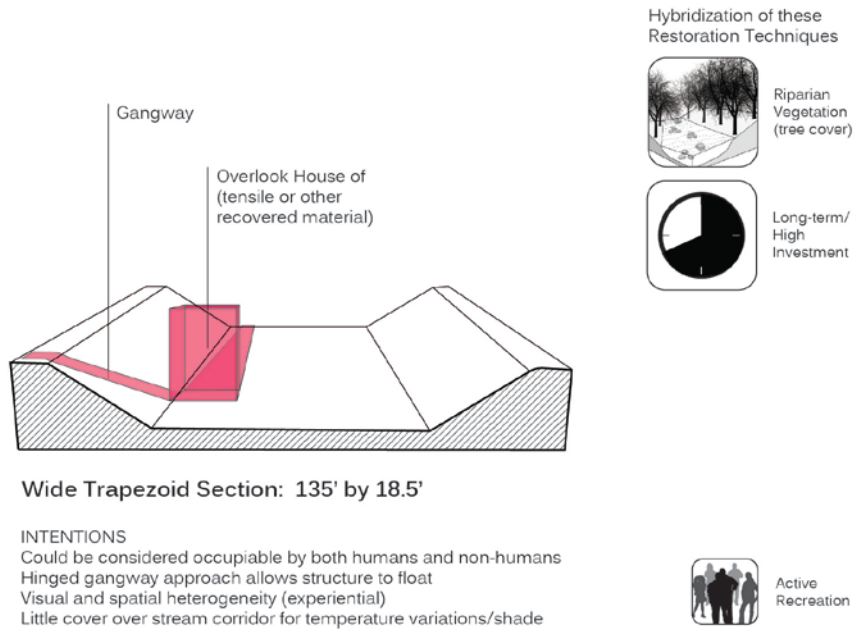 Hybridization of these
Restoration Techniques
Gangway
Riparian
Vegetation
(tree cover)
Overlook House of
(tensile or other
recovered material)
Long-term/
High
Investment
Wide Trapezoid Section:  135' by 18.5'
INTENTIONS
Could be considered occupiable by both humans and non-humans
Hinged gangway approach allows structure to float
Visual and spatial heterogeneity (experiential)
Little cover over stream corridor for temperature variations/shade
Active
Recreation